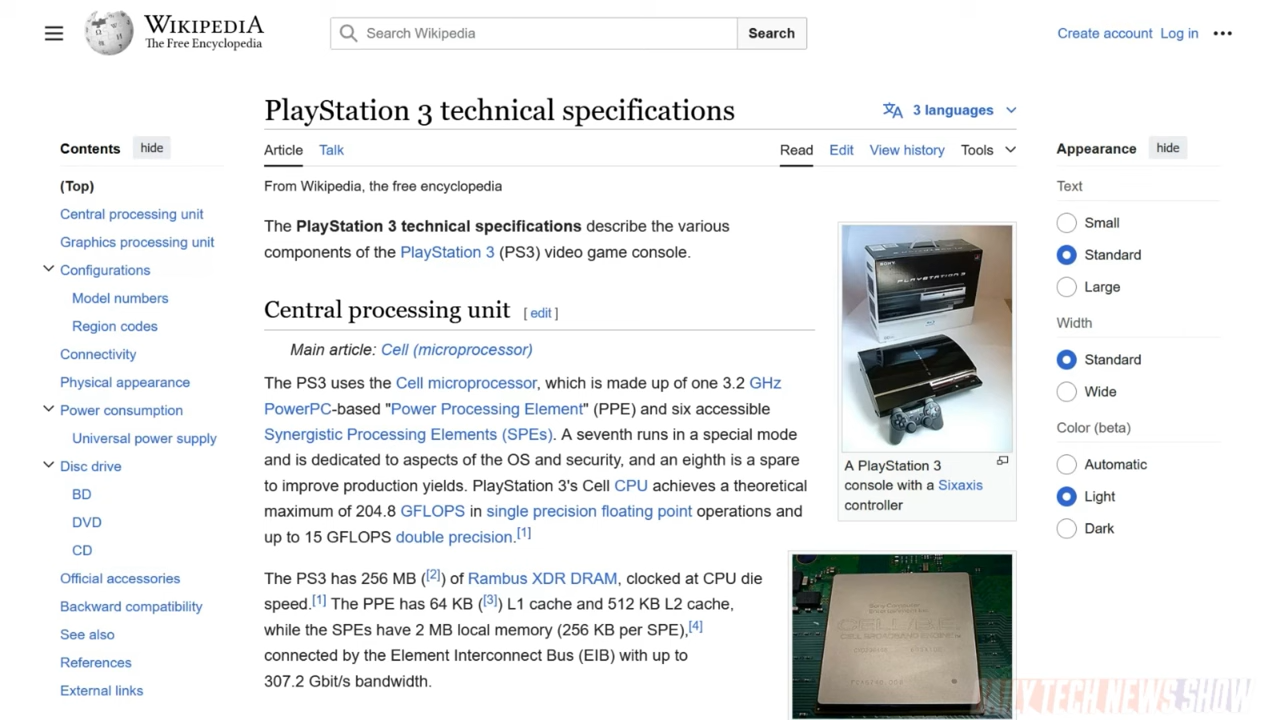 WIKIPEDIA
The Free Encyclopedia
Search Wikipedia
Search
Create account
Log in
Contents
hide
(Top)
Central processing unit
Graphics processing unit
Configurations
Model numbers
Region codes
Connectivity
Physical appearance
Power consumption
Universal power supply
Disc drive
BD
DVD
CD
Official accessories
Backward compatibility
See also
References
External links
PlayStation 3 technical specifications
3 languages
Article
Talk
Read
Edit
View history
Tools
From Wikipedia, the free encyclopedia
The PlayStation 3 technical specifications describe the various
components of the PlayStation 3 (PS3) video game console.
Central processing unit [ edit ]
Main article: Cell (microprocessor)
The PS3 uses the Cell microprocessor, which is made up of one 3.2 GHz
PowerPC-based "Power Processing Element" (PPE) and six accessible
Synergistic Processing Elements (SPEs). A seventh runs in a special mode
and is dedicated to aspects of the OS and security, and an eighth is a spare
to improve production yields. PlayStation 3's Cell CPU achieves a theoretical
maximum of 204.8 GFLOPS in single precision floating point operations and
up to 15 GFLOPS double precision.[1]
The PS3 has 256 MB ([2]) of Rambus XDR DRAM, clocked at CPU die
speed.[1] The PPE has 64 KB ([3]) L1 cache and 512 KB L2 cache,
while the SPEs have 2 MB local memory (256 KB per SPE),[4]
connected by the Element Interconnect Bus (EIB) with up to
307.2 Gbit/s bandwidth.
SONY
PLAYSTATION 3
A PlayStation 3
console with a Sixaxis
controller
Sony Computer
Appearance
hide
Text
Small
Standard
Large
Width
Standard
Wide
Color (beta)
Automatic
Light
Dark
TECH NEWS SHOW